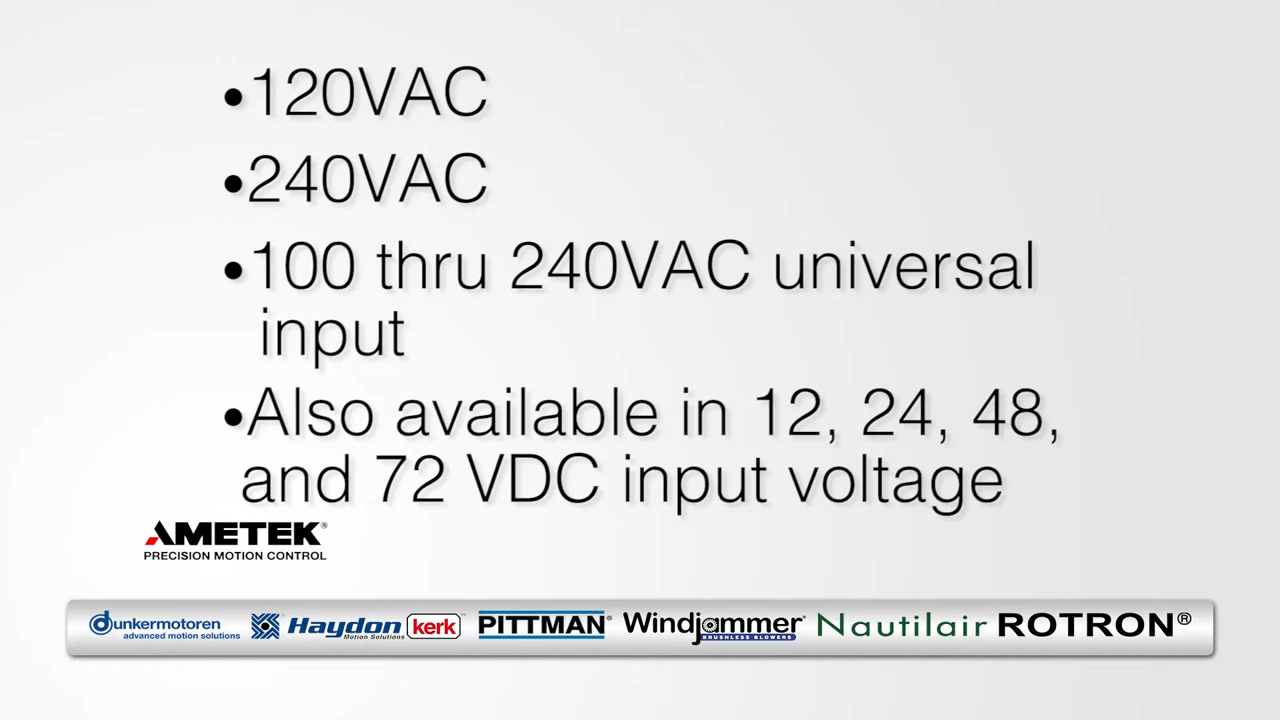 •120VAC
•240VAC
•100 thru 240VAC universal
input
•Also available in 12, 24, 48,
and 72 VDC input voltage
AMETEK®
PRECISION MOTION CONTROL
dunkermotoren
advanced motion solutions
Haydon kerk
Motion Solutions
PITTMAN®
Windjammer®
BRUSHLESS BLOWERS
Nautilair
ROTRON®